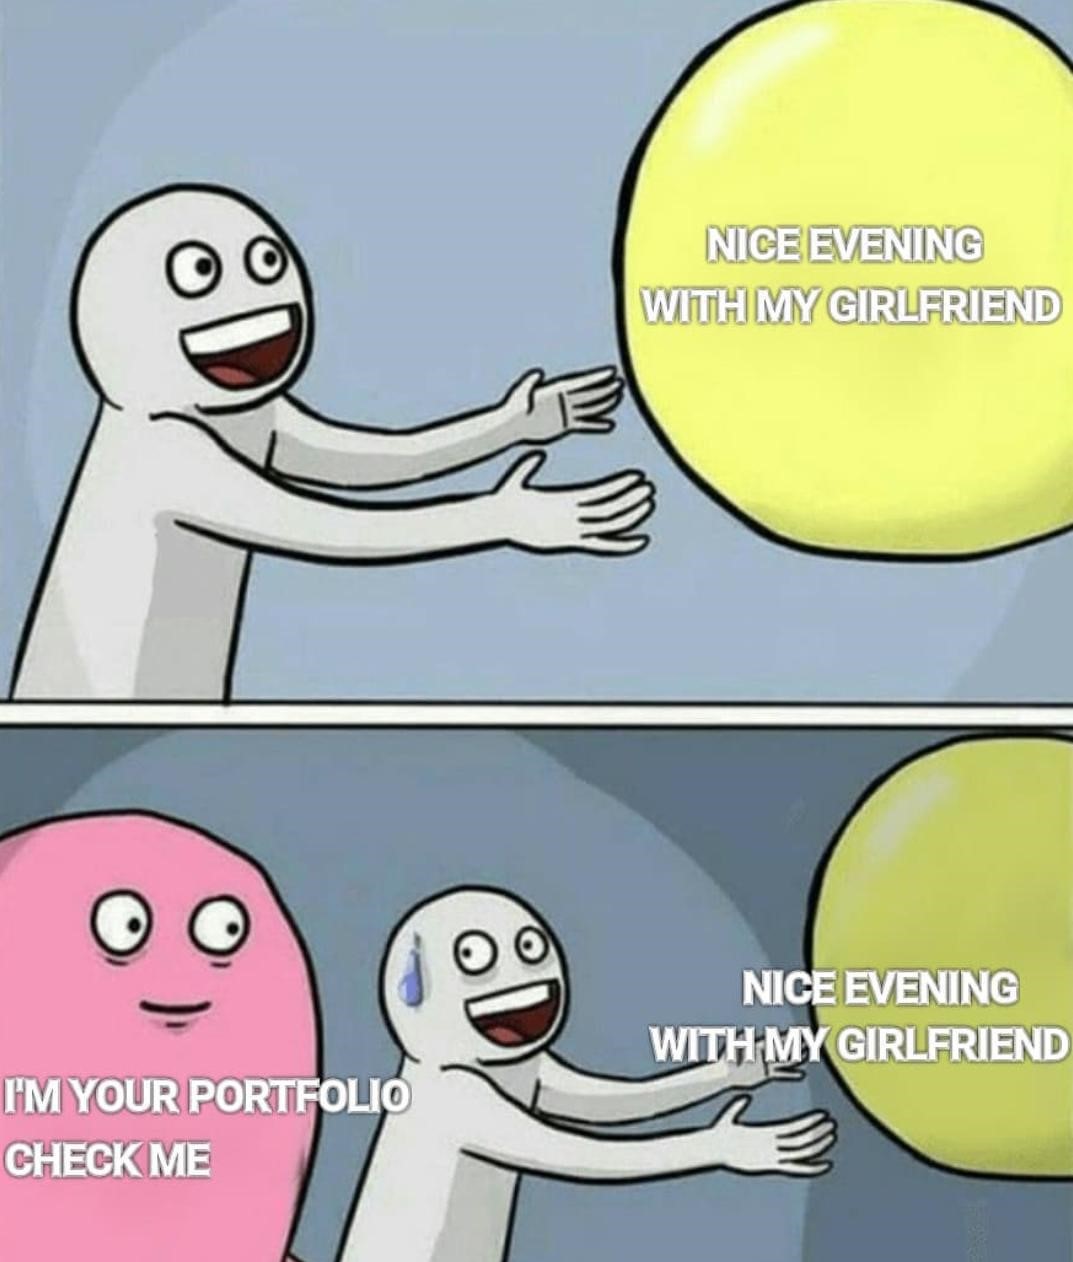 NICE EVENING
WITH MY GIRLFRIEND
NICE EVENING
WITH MY GIRLFRIEND
I'M YOUR PORTFOLIO
CHECK ME